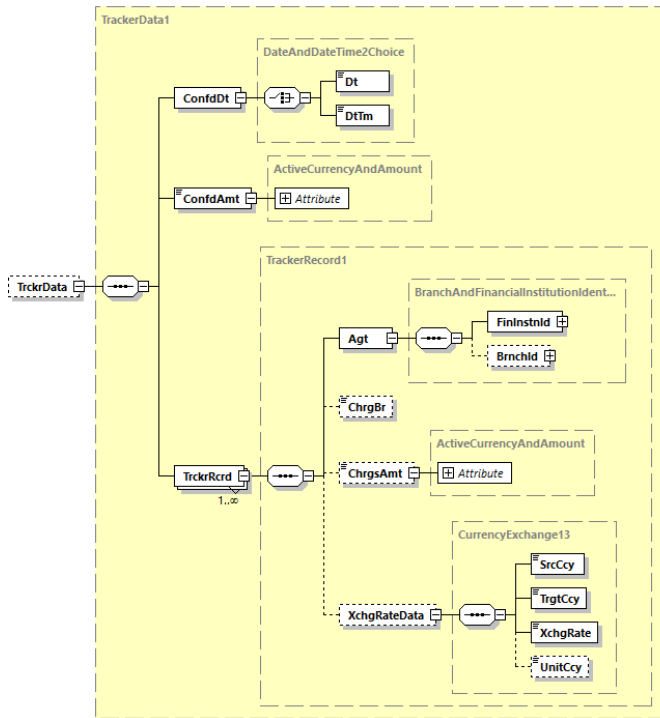 TrackerData1
DateAndDateTime2Choice
Dt
ConfdDt
DtTm
ActiveCurrencyAndAmount
ConfdAmt
Attribute
TrackerRecord1
TrckrData
BranchAndFinancialInstitutionIdent...
FinInstnId
Agt
BrnchId
ChrgBr
ActiveCurrencyAndAmount
ChrgsAmt
Attribute
TrckrRcrd
1..∞
CurrencyExchange13
SrcCcy
TrgtCcy
XchgRateData
XchgRate
UnitCcy